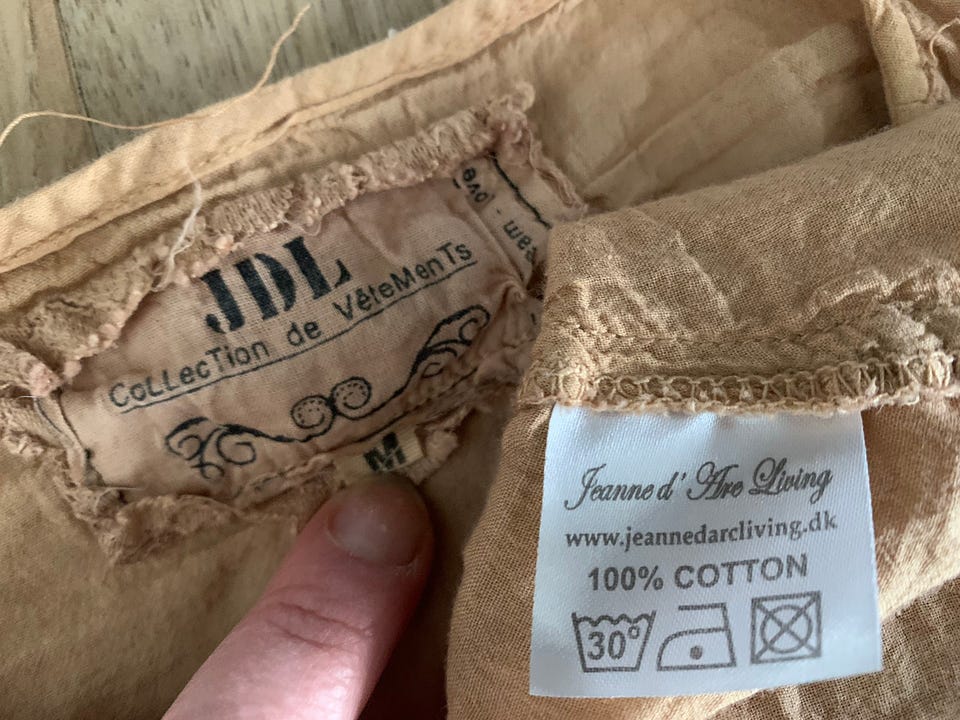 JDL
CoLLecTion de VêteMenTs
M
Jeanne d' Arc Living
www.jeannedarcliving.dk
100% COTTON
30°